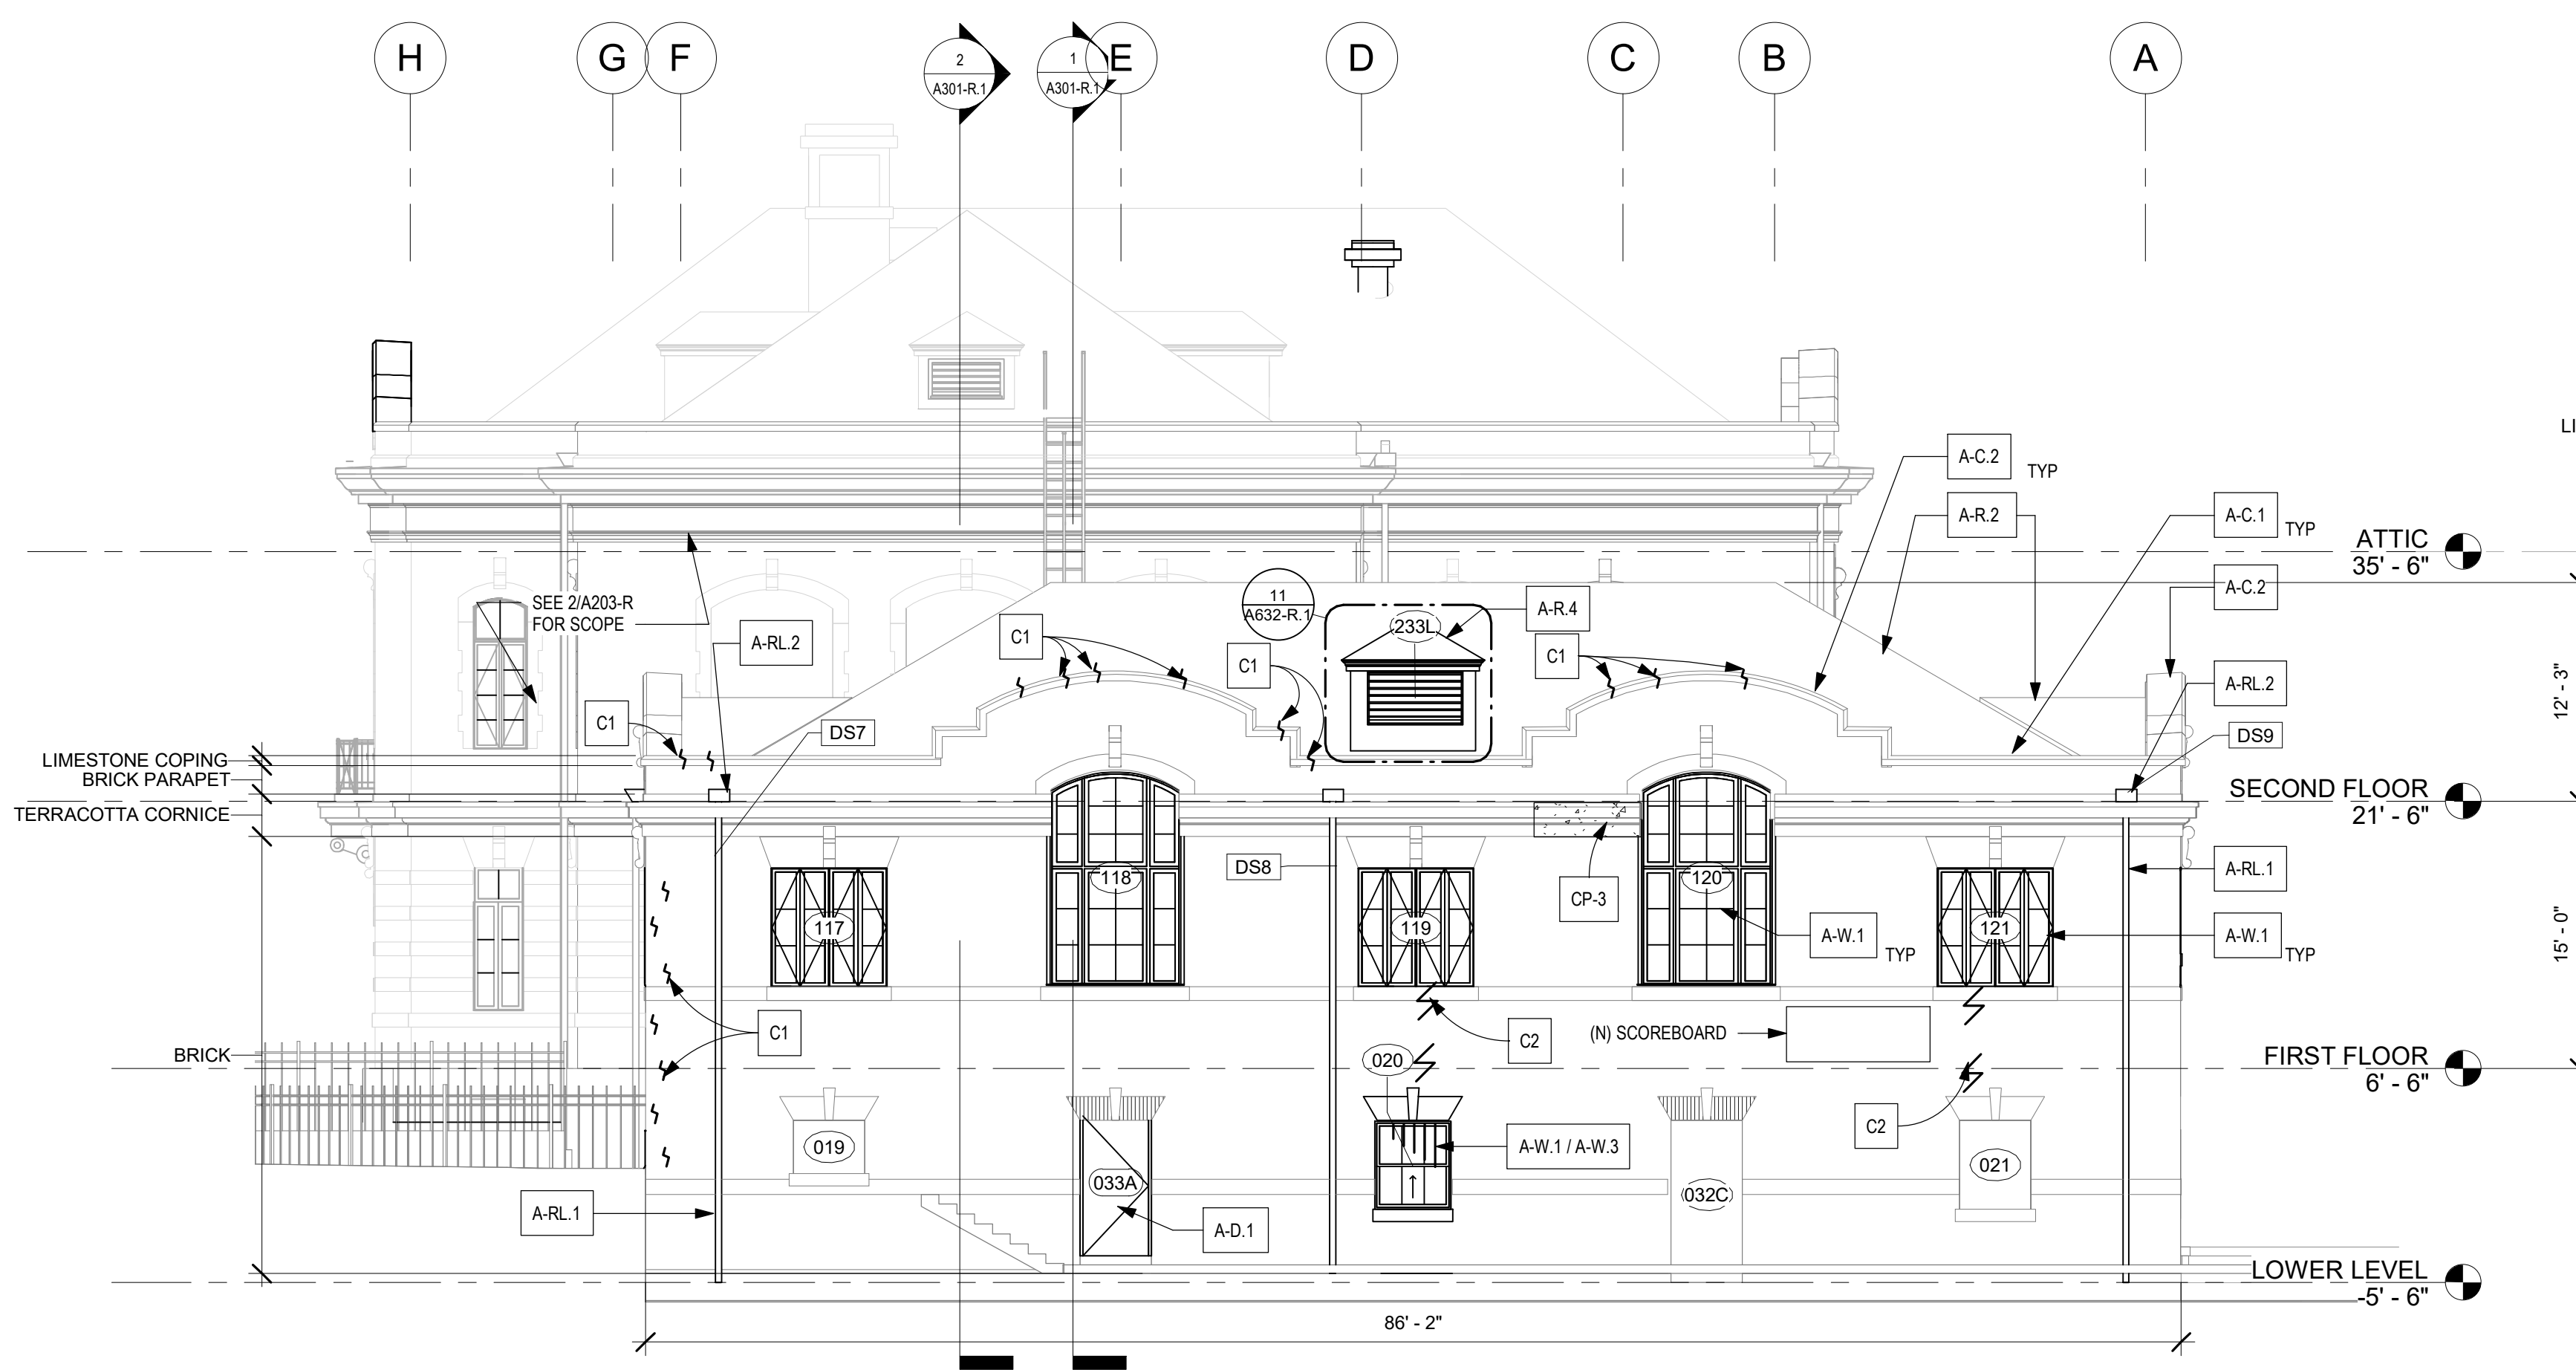 H
G
F
2
A301-R.1
1
A301-R.1
E
D
C
B
A
LI
A-C.2
TYP
A-R.2
A-C.1
TYP
ATTIC
35' - 6"
A-C.2
SEE 2/A203-R
FOR SCOPE
A-RL.2
11
A632-R.1
233L
A-R.4
C1
C1
C1
C1
A-RL.2
12' - 3"
DS7
DS9
LIMESTONE COPING
BRICK PARAPET
TERRACOTTA CORNICE
SECOND FLOOR
21' - 6"
DS8
CP-3
118
120
A-RL.1
117
119
121
A-W.1
TYP
A-W.1
TYP
15' - 0"
C1
C2
(N) SCOREBOARD
BRICK
020
FIRST FLOOR
6' - 6"
C2
019
033A
A-W.1 / A-W.3
032C
021
A-RL.1
A-D.1
LOWER LEVEL
-5' - 6"
86' - 2"